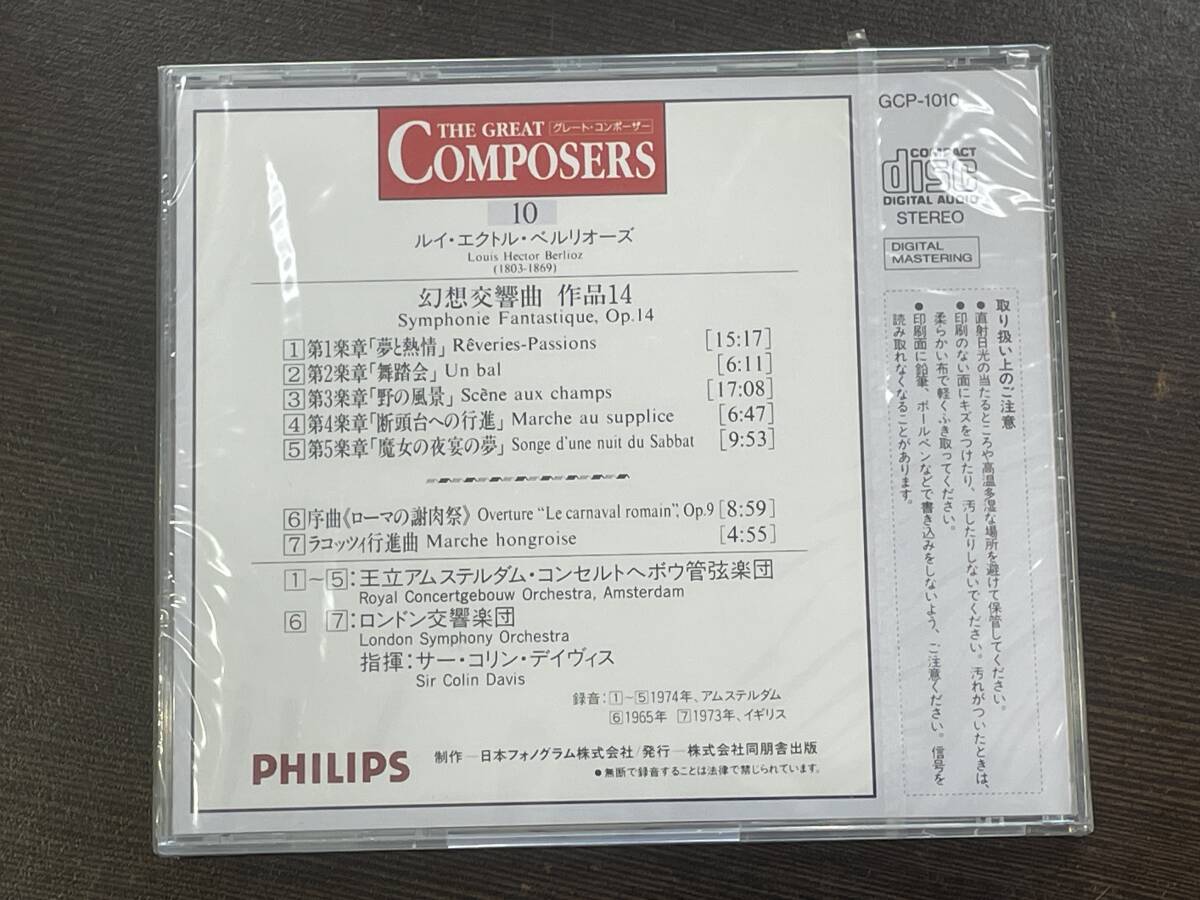 THE GREAT グレート・コンポーザー
COMPOSERS
10
ルイ・エクトル・ベルリオーズ
Louis Hector Berlioz
(1803-1869)
幻想交響曲 作品14
Symphonie Fantastique, Op.14
1 第1楽章「夢と熱情」 Rêveries-Passions [15:17]
2 第2楽章「舞踏会」 Un bal [6:11]
3 第3楽章「野の風景」 Scène aux champs [17:08]
4 第4楽章「断頭台への行進」 Marche au supplice [6:47]
5 第5楽章「魔女の夜宴の夢」 Songe d'une nuit du Sabbat [9:53]
6 序曲《ローマの謝肉祭》 Overture “Le carnaval romain”, Op.9 [8:59]
7 ラコッツィ行進曲 Marche hongroise [4:55]
1〜5:王立アムステルダム・コンセルトヘボウ管弦楽団
Royal Concertgebouw Orchestra, Amsterdam
6 7:ロンドン交響楽団
London Symphony Orchestra
指揮:サー・コリン・デイヴィス
Sir Colin Davis
録音:1〜5 1974年、アムステルダム
6 1965年 7 1973年、イギリス
PHILIPS
制作―日本フォノグラム株式会社/発行―株式会社同朋舎出版
●無断で録音することは法律で禁じられています。
GCP-1010
COMPACT
disc
DIGITAL AUDIO
STEREO
DIGITAL
MASTERING
取り扱い上のご注意
●直射日光の当たるところや高温多湿な場所を避けて保管してください。
●印刷のない面にキズをつけたり、汚したりしないでください。汚れがついたときは、
柔らかい布で軽くふき取ってください。
●印刷面に鉛筆、ボールペンなどで書き込みをしないよう、ご注意ください。信号を
読み取れなくなることがあります。